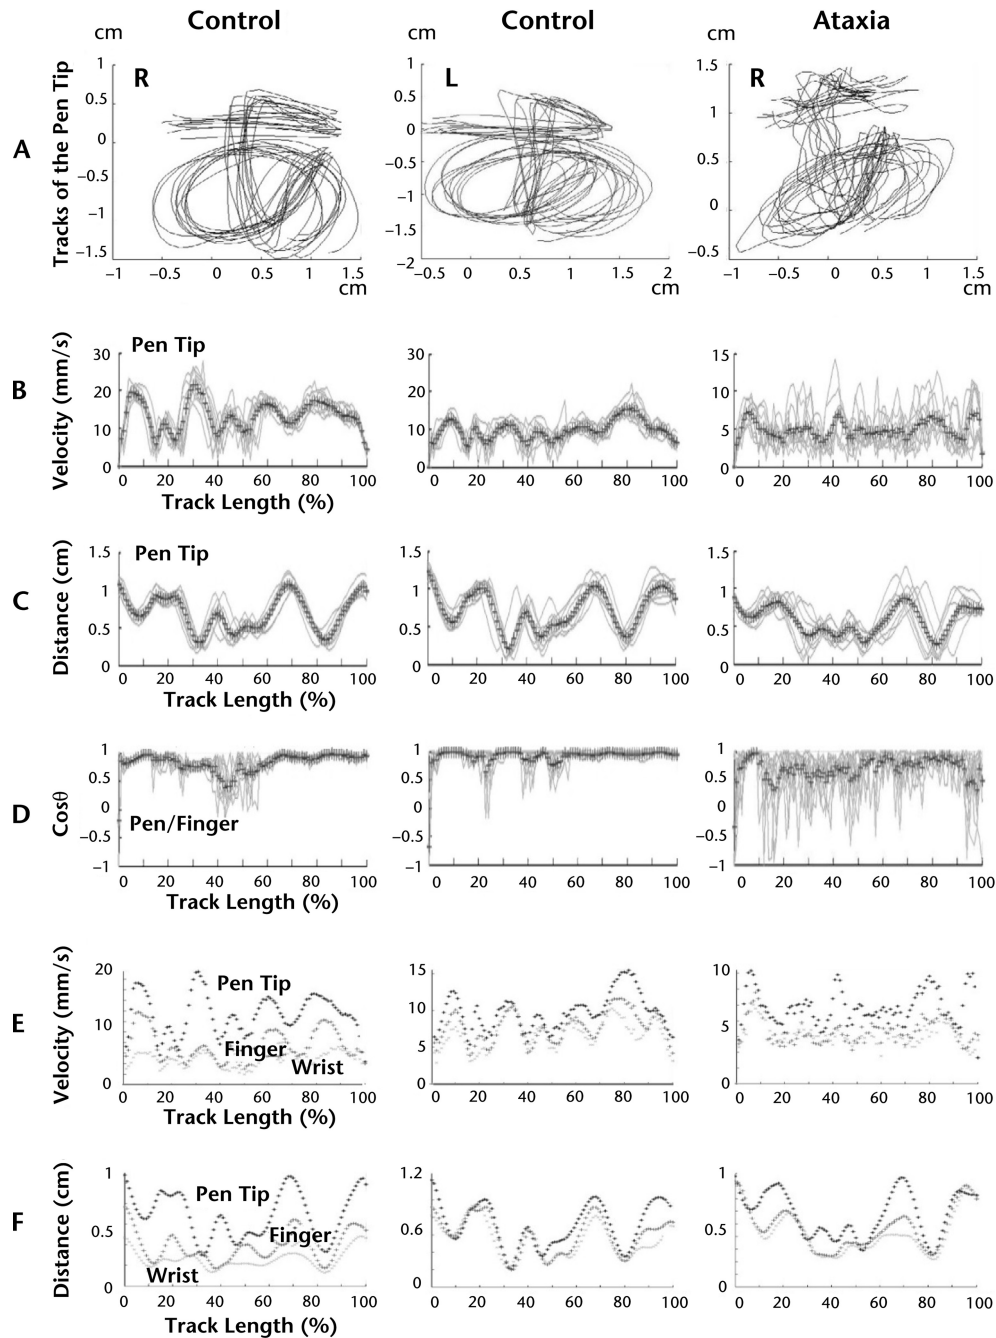 Control Control Ataxia
cm cm cm
A
Tracks of the Pen Tip
R
1
0.5
0
−0.5
−1
−1.5
−1 −0.5 0 0.5 1 1.5
cm
L
1
0.5
0
−0.5
−1
−1.5
−2
−0.5 0 0.5 1 1.5 2
cm
R
1.5
1
0.5
0
−0.5
−1 −0.5 0 0.5 1 1.5
cm
B
Velocity (mm/s)
Pen Tip
30
20
10
0
0 20 40 60 80 100
Track Length (%)
30
20
10
0
0 20 40 60 80 100
15
10
5
0
0 20 40 60 80 100
C
Distance (cm)
Pen Tip
1.5
1
0.5
0
0 20 40 60 80 100
Track Length (%)
1.5
1
0.5
0
0 20 40 60 80 100
1.5
1
0.5
0
0 20 40 60 80 100
D
Cosθ
1
0.5
0
−0.5
−1
Pen/Finger
0 20 40 60 80 100
Track Length (%)
1
0.5
0
−0.5
−1
0 20 40 60 80 100
1
0.5
0
−0.5
−1
0 20 40 60 80 100
E
Velocity (mm/s)
20
10
0
Pen Tip
Finger
Wrist
0 20 40 60 80 100
Track Length (%)
15
10
5
0
0 20 40 60 80 100
10
5
0
0 20 40 60 80 100
F
Distance (cm)
1
0.5
0
Pen Tip
Finger
Wrist
0 20 40 60 80 100
Track Length (%)
1.2
0.6
0
0 20 40 60 80 100
1
0.5
0
0 20 40 60 80 100